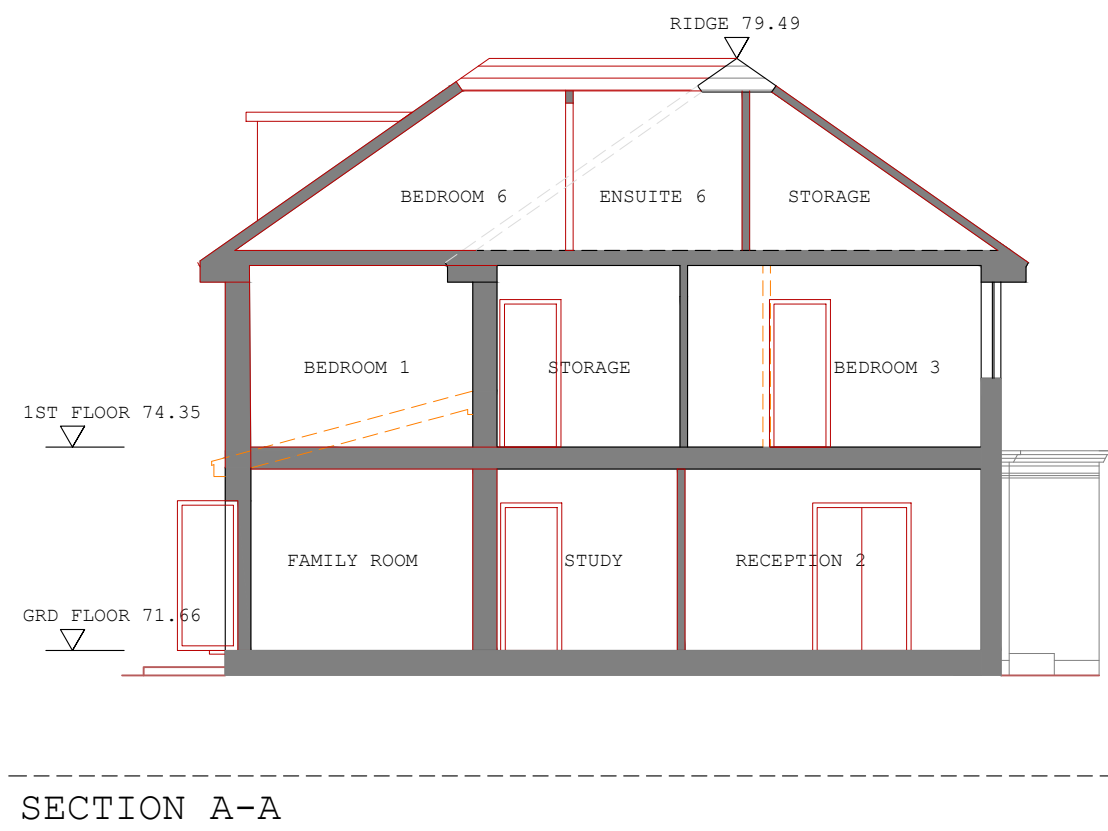 RIDGE 79.49
BEDROOM 6
ENSUITE 6
STORAGE
BEDROOM 1
STORAGE
BEDROOM 3
1ST FLOOR 74.35
FAMILY ROOM
STUDY
RECEPTION 2
GRD FLOOR 71.66
SECTION A-A